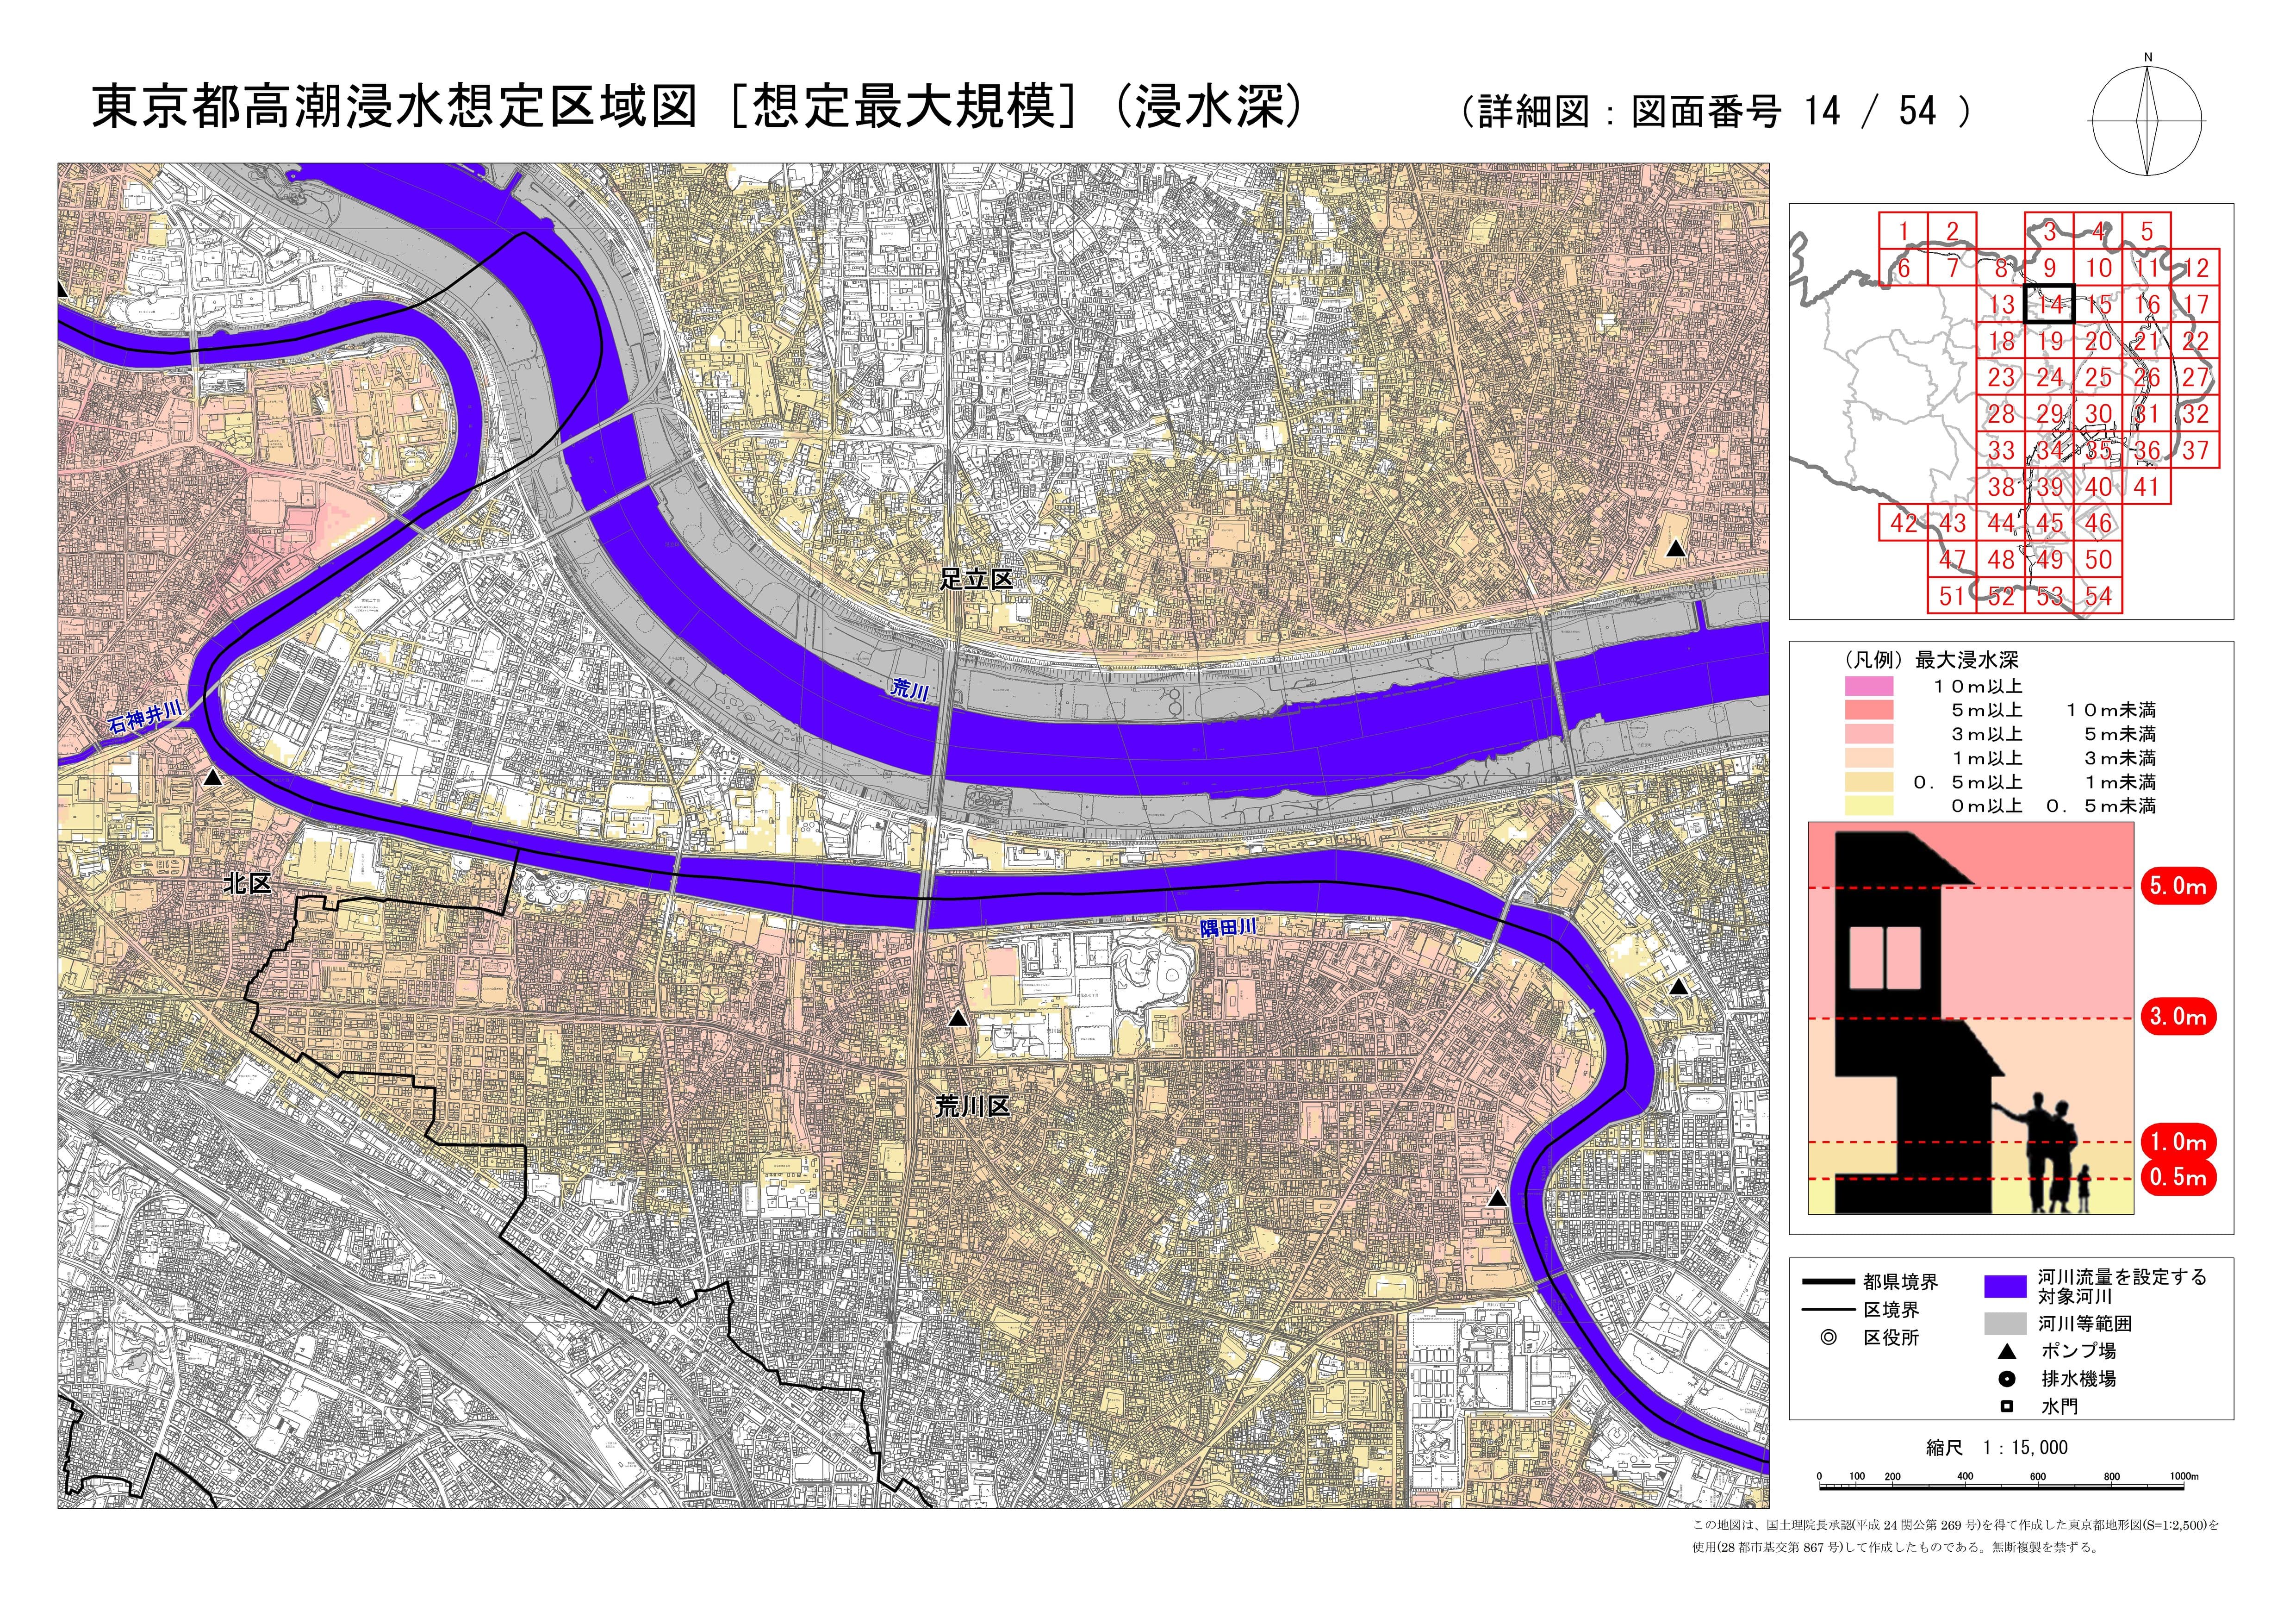 東京都高潮浸水想定区域図［想定最大規模］（浸水深）
（詳細図：図面番号 14 / 54 ）
N
1 2 3 4 5
6 7 8 9 10 11 12
13 14 15 16 17
18 19 20 21 22
23 24 25 26 27
28 29 30 31 32
33 34 35 36 37
38 39 40 41
42 43 44 45 46
47 48 49 50
51 52 53 54
足立区
荒川
石神井川
北区
隅田川
荒川区
（凡例）最大浸水深
１０ｍ以上
５ｍ以上 １０ｍ未満
３ｍ以上 ５ｍ未満
１ｍ以上 ３ｍ未満
０．５ｍ以上 １ｍ未満
０ｍ以上 ０．５ｍ未満
5.0m
3.0m
1.0m
0.5m
都県境界
区境界
区役所
河川流量を設定する
対象河川
河川等範囲
ポンプ場
排水機場
水門
縮尺 1：15,000
0 100 200 400 600 800 1000m
この地図は、国土地理院長承認(平成 24 関公第 269 号)を得て作成した東京都地形図(S=1:2,500)を
使用(28 都市基交第 867 号)して作成したものである。無断複製を禁ずる。